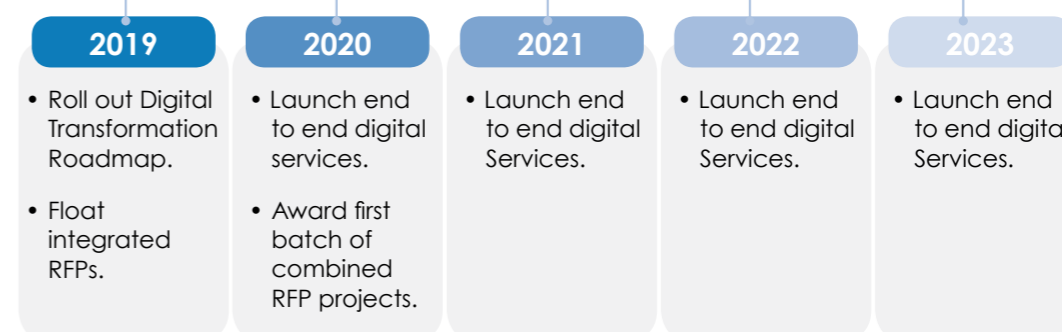 2019
• Roll out Digital
Transformation
Roadmap.
• Float
integrated
RFPs.
2020
• Launch end
to end digital
services.
• Award first
batch of
combined
RFP projects.
2021
• Launch end
to end digital
Services.
2022
• Launch end
to end digital
Services.
2023
• Launch end
to end digita
Services.